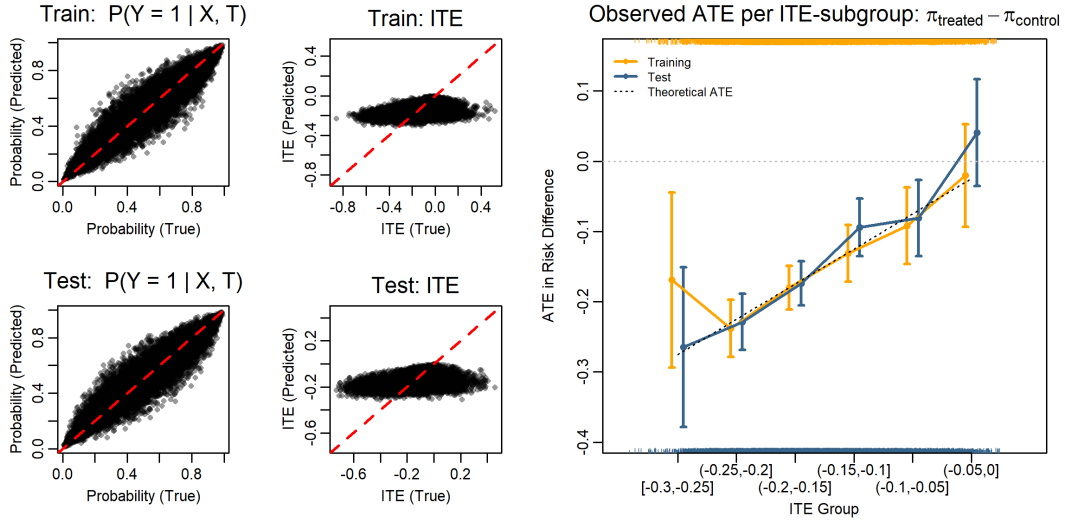 Train: P(Y = 1 | X, T)
Probability (Predicted)
0.0 0.4 0.8
0.0 0.4 0.8
Probability (True)
Train: ITE
ITE (Predicted)
-0.8 -0.4 0.0 0.4
-0.8 -0.4 0.0 0.4
ITE (True)
Test: P(Y = 1 | X, T)
Probability (Predicted)
0.0 0.4 0.8
0.0 0.4 0.8
Probability (True)
Test: ITE
ITE (Predicted)
-0.6 -0.2 0.2
-0.6 -0.2 0.2
ITE (True)
Observed ATE per ITE-subgroup: πtreated − πcontrol
Training
Test
Theoretical ATE
ATE in Risk Difference
-0.4 -0.3 -0.2 -0.1 0.0 0.1
(-0.25,-0.2] (-0.15,-0.1] (-0.05,0]
[-0.3,-0.25] (-0.2,-0.15] (-0.1,-0.05]
ITE Group